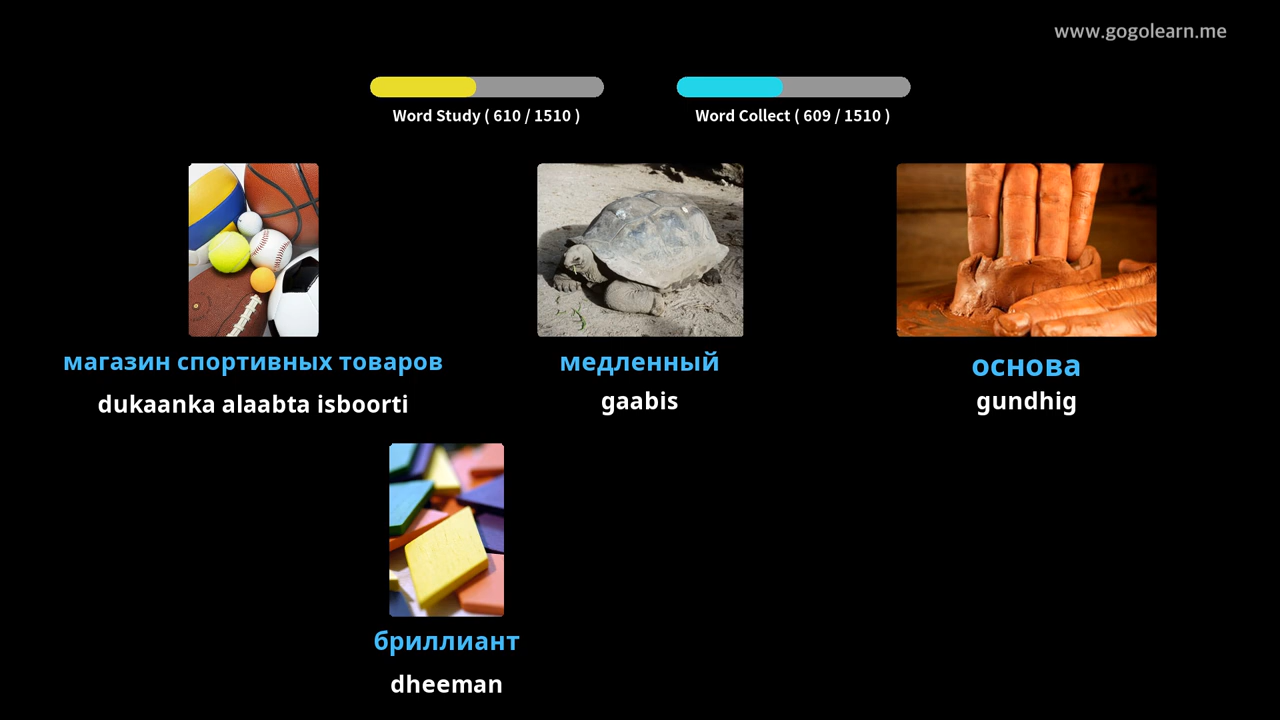 www.gogolearn.me
Word Study ( 610 / 1510 )
Word Collect ( 609 / 1510 )
магазин спортивных товаров
dukaanka alaabta isboorti
медленный
gaabis
основа
gundhig
бриллиант
dheeman